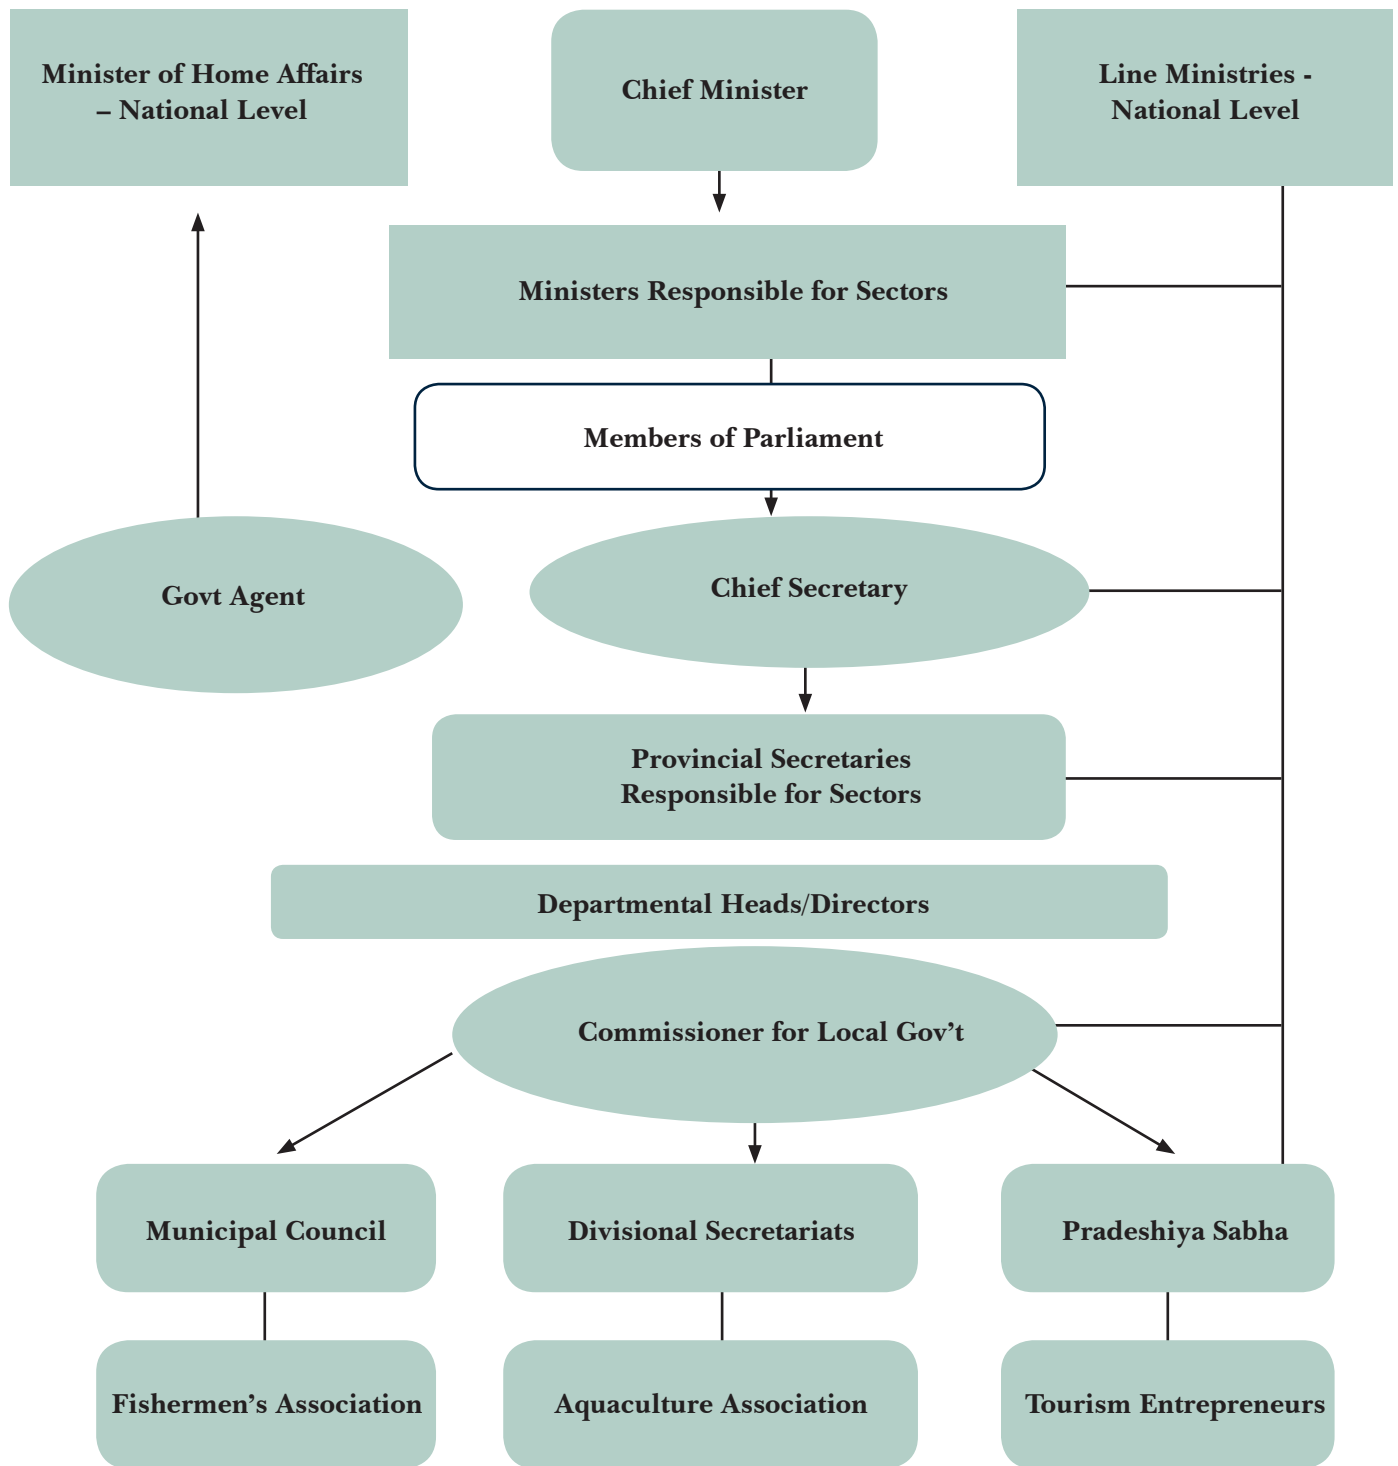 Minister of Home Affairs
– National Level
Chief Minister
Line Ministries -
National Level
Ministers Responsible for Sectors
Members of Parliament
Govt Agent
Chief Secretary
Provincial Secretaries
Responsible for Sectors
Departmental Heads/Directors
Commissioner for Local Gov’t
Municipal Council
Divisional Secretariats
Pradeshiya Sabha
Fishermen’s Association
Aquaculture Association
Tourism Entrepreneurs